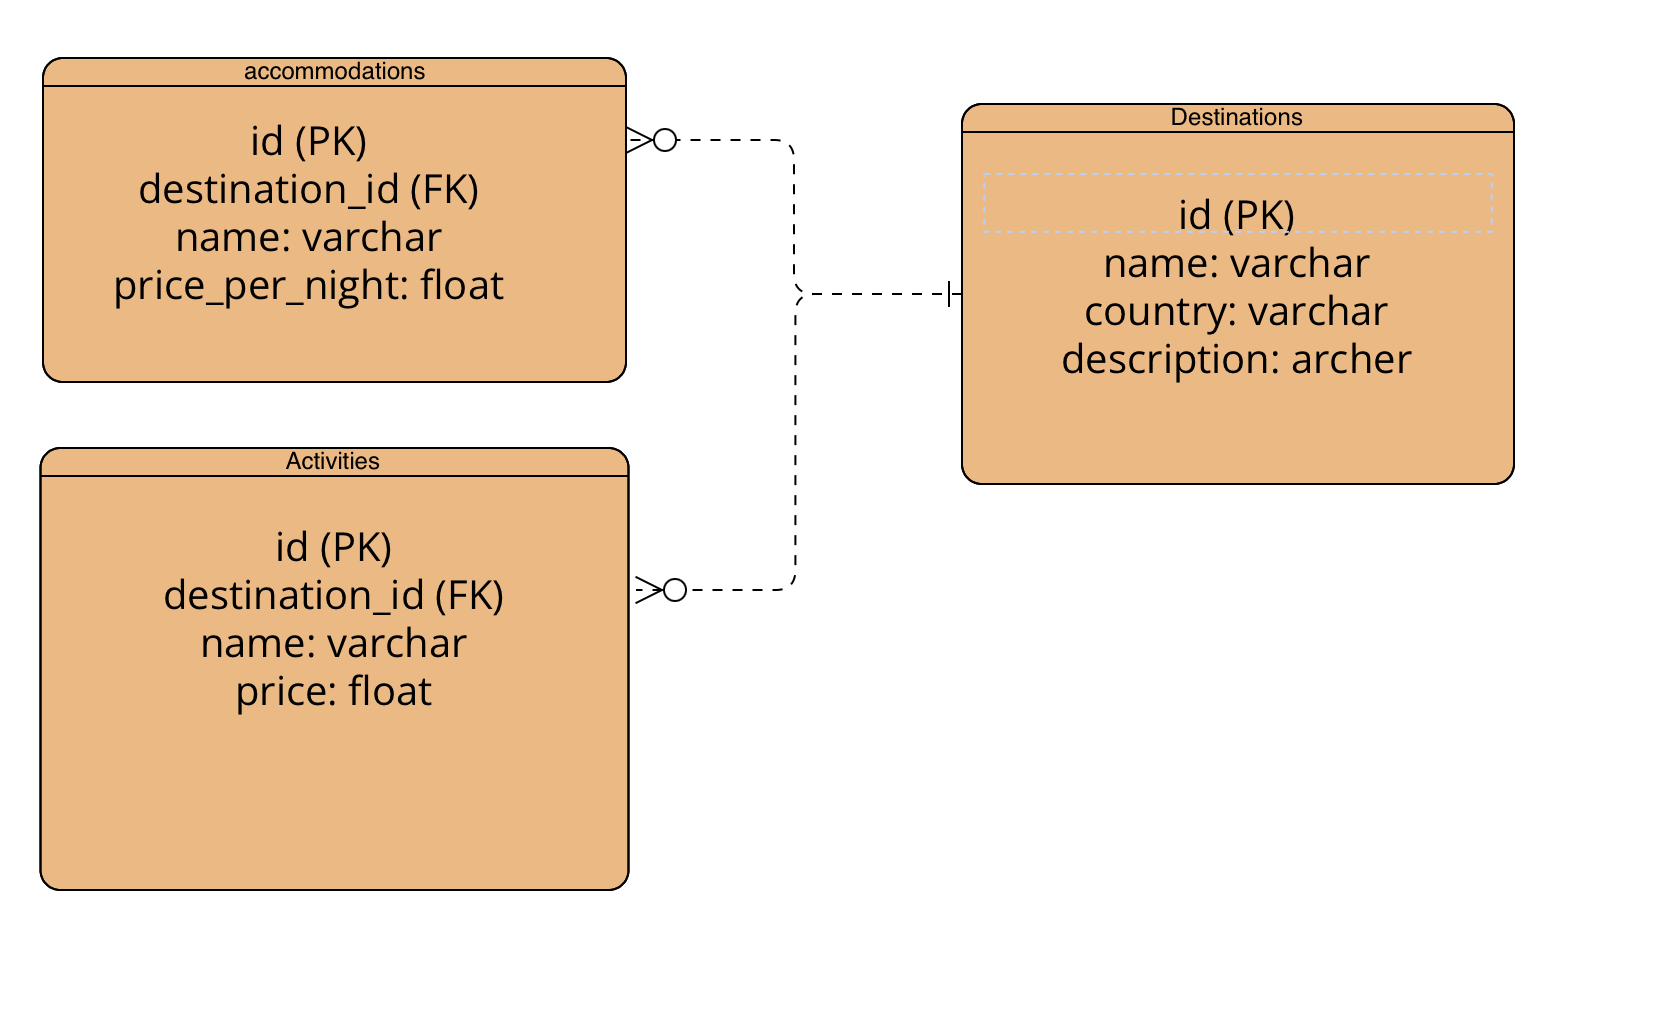 accommodations
id (PK)
destination_id (FK)
name: varchar
price_per_night: float
Destinations
id (PK)
name: varchar
country: varchar
description: archer
Activities
id (PK)
destination_id (FK)
name: varchar
price: float